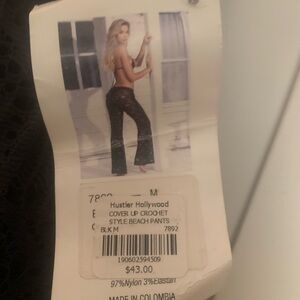 M
Hustler Hollywood
COVER UP CROCHET
STYLE BEACH PANTS
BLK M 7892
190602594509
$43.00
97%Nylon 3%Elastan
MADE IN COLOMBIA